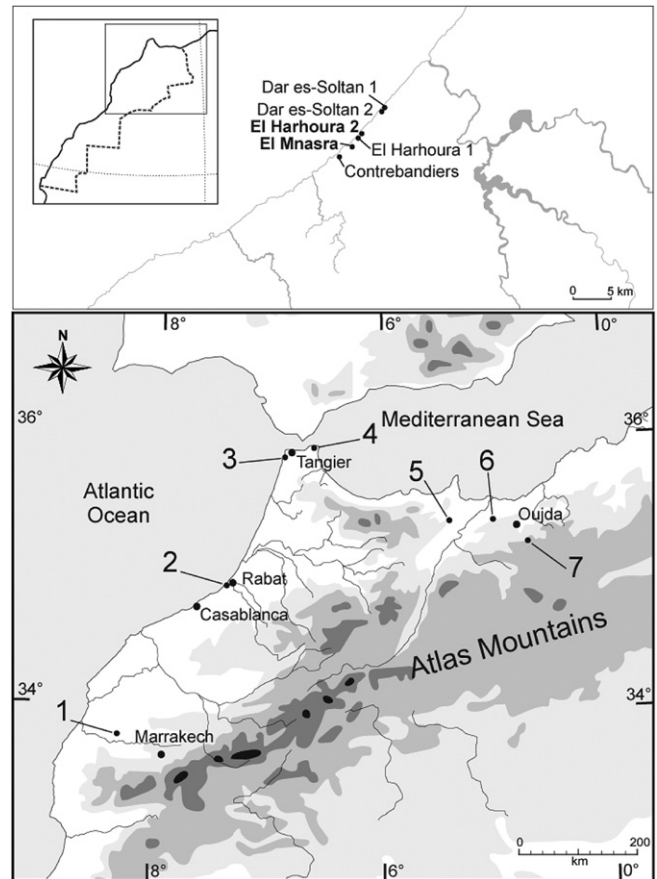 Dar es-Soltan 1
Dar es-Soltan 2
El Harhoura 2
El Mnasra
El Harhoura 1
Contrebandiers
0 5 km
8° 6° 0°
N
36° 36°
Mediterranean Sea
4
3 Tangier
5 6
Atlantic
Ocean
Oujda
7
2 Rabat
Casablanca
Atlas Mountains
34° 34°
1
Marrakech
0 200
km
8° 6° 0°